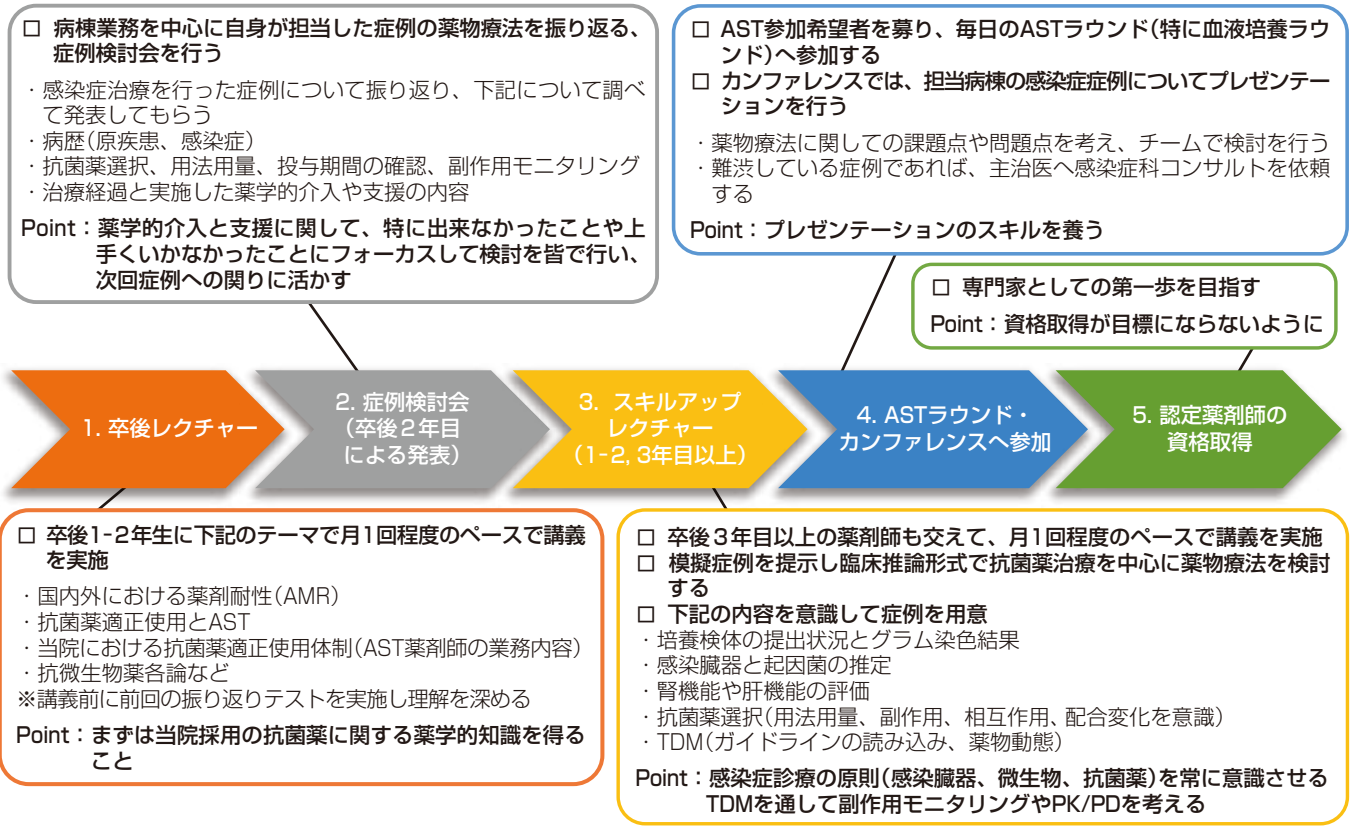 □ 病棟業務を中心に自身が担当した症例の薬物療法を振り返る、
症例検討会を行う
・感染症治療を行った症例について振り返り、下記について調べ
て発表してもらう
・病歴(原疾患、感染症)
・抗菌薬選択、用法用量、投与期間の確認、副作用モニタリング
・治療経過と実施した薬学的介入や支援の内容
Point：薬学的介入と支援に関して、特に出来なかったことや上
手くいかなかったことにフォーカスして検討を皆で行い、
次回症例への関りに活かす
□ AST参加希望者を募り、毎日のASTラウンド(特に血液培養ラウ
ンド)へ参加する
□ カンファレンスでは、担当病棟の感染症症例についてプレゼンテー
ションを行う
・薬物療法に関しての課題点や問題点を考え、チームで検討を行う
・難渋している症例であれば、主治医へ感染症科コンサルトを依頼
する
Point：プレゼンテーションのスキルを養う
□ 専門家としての第一歩を目指す
Point：資格取得が目標にならないように
1. 卒後レクチャー
2. 症例検討会
(卒後２年目
による発表)
3. スキルアップ
レクチャー
(1-2, 3年目以上)
4. ASTラウンド・
カンファレンスへ参加
5. 認定薬剤師の
資格取得
□ 卒後1-２年生に下記のテーマで月1回程度のペースで講義
を実施
・国内外における薬剤耐性(AMR)
・抗菌薬適正使用とAST
・当院における抗菌薬適正使用体制(AST薬剤師の業務内容)
・抗微生物薬各論など
※講義前に前回の振り返りテストを実施し理解を深める
Point：まずは当院採用の抗菌薬に関する薬学的知識を得る
こと
□ 卒後３年目以上の薬剤師も交えて、月1回程度のペースで講義を実施
□ 模擬症例を提示し臨床推論形式で抗菌薬治療を中心に薬物療法を検討
する
□ 下記の内容を意識して症例を用意
・培養検体の提出状況とグラム染色結果
・感染臓器と起因菌の推定
・腎機能や肝機能の評価
・抗菌薬選択(用法用量、副作用、相互作用、配合変化を意識)
・TDM(ガイドラインの読み込み、薬物動態)
Point：感染症診療の原則(感染臓器、微生物、抗菌薬)を常に意識させる
TDMを通して副作用モニタリングやPK/PDを考える